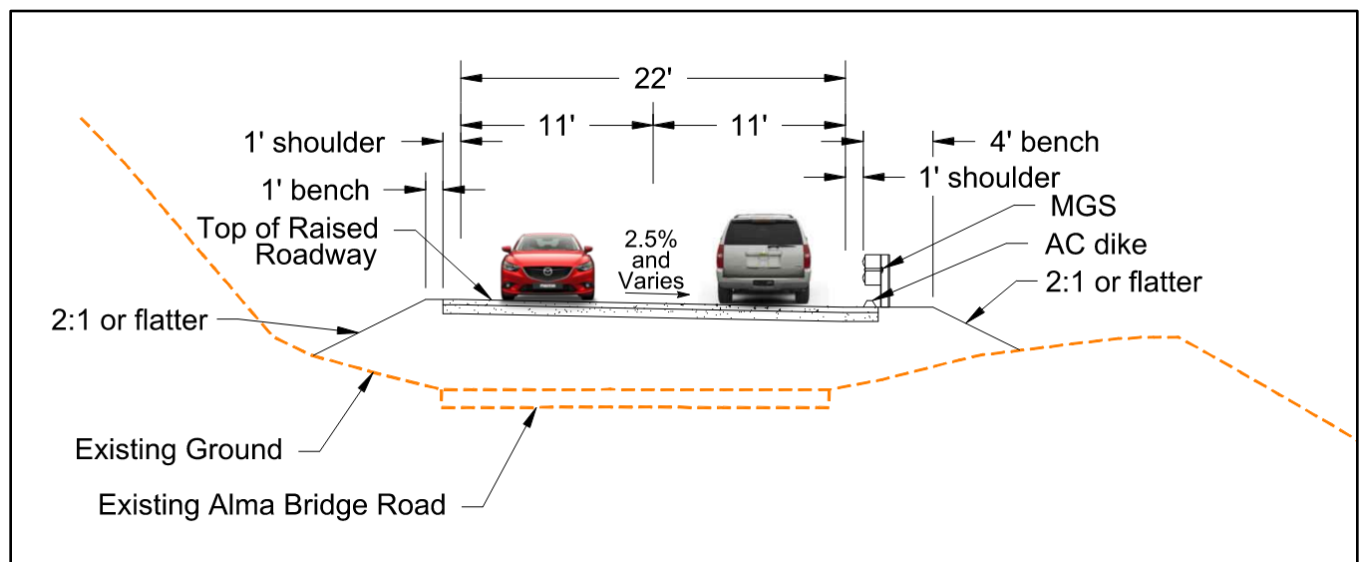 22'
11'
11'
1' shoulder
4' bench
1' bench
1' shoulder
Top of Raised
Roadway
2.5%
and
Varies
MGS
AC dike
2:1 or flatter
2:1 or flatter
Existing Ground
Existing Alma Bridge Road